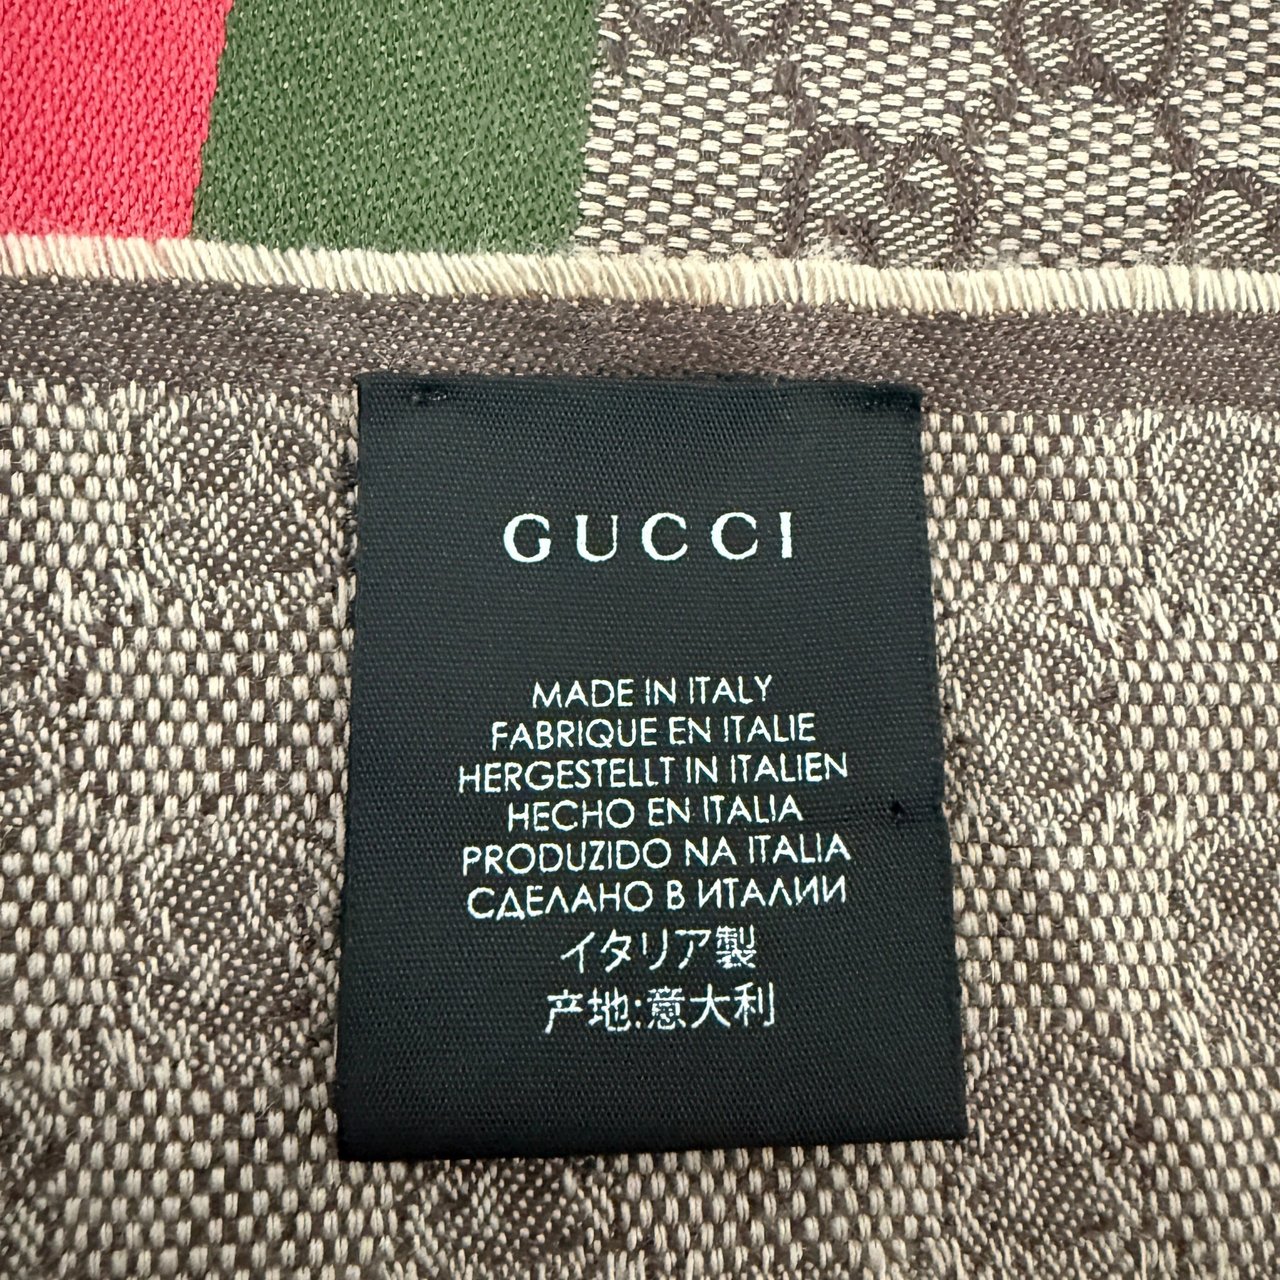 GUCCI
MADE IN ITALY
FABRIQUE EN ITALIE
HERGESTELLT IN ITALIEN
HECHO EN ITALIA
PRODUZIDO NA ITALIA
СДЕЛАНО В ИТАЛИИ
イタリア製
产地:意大利